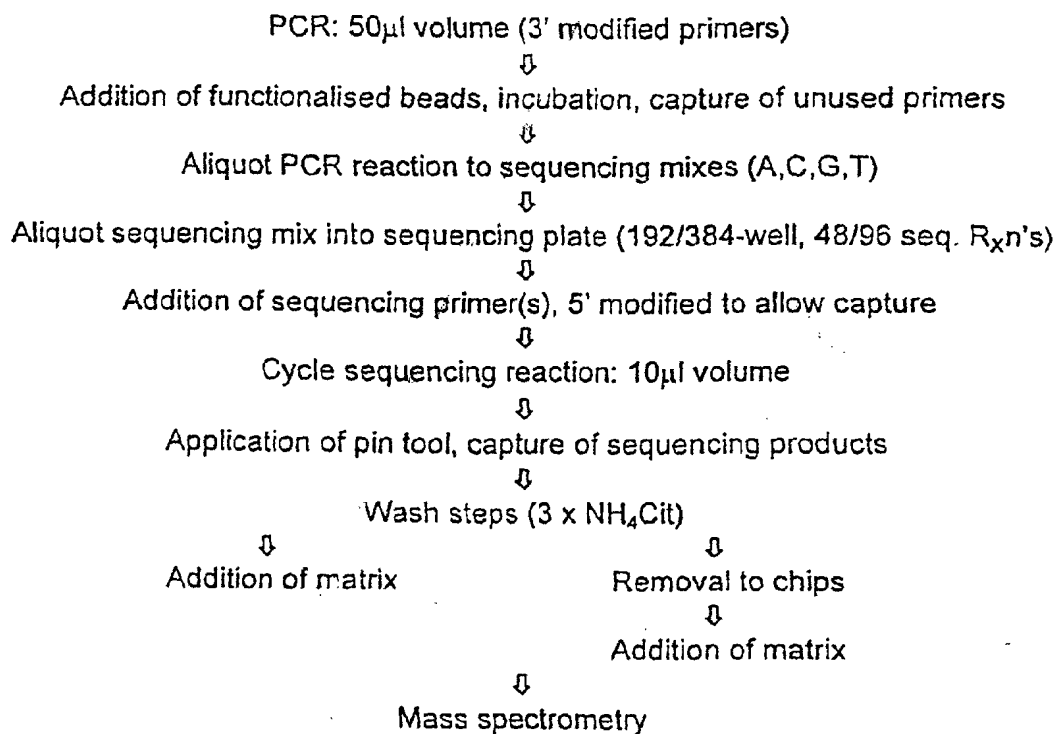 PCR: 50µl volume (3' modified primers)
⇩
Addition of functionalised beads, incubation, capture of unused primers
⇩
Aliquot PCR reaction to sequencing mixes (A,C,G,T)
⇩
Aliquot sequencing mix into sequencing plate (192/384-well, 48/96 seq. RXn's)
⇩
Addition of sequencing primer(s), 5' modified to allow capture
⇩
Cycle sequencing reaction: 10µl volume
⇩
Application of pin tool, capture of sequencing products
⇩
Wash steps (3 x NH4Cit)
⇩ ⇩
Addition of matrix Removal to chips
⇩
Addition of matrix
⇩
Mass spectrometry